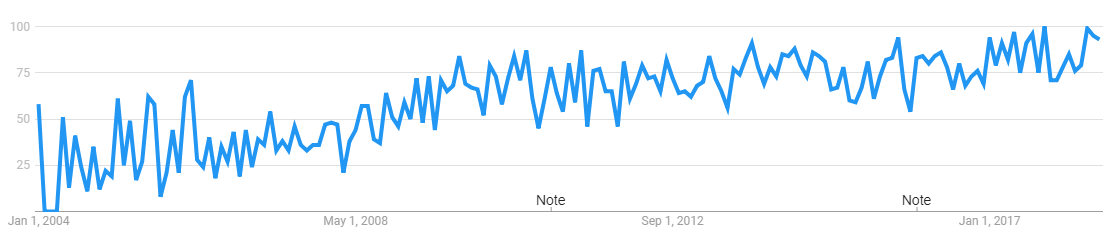 100
75
50
25
Note
Note
Jan 1, 2004
May 1, 2008
Sep 1, 2012
Jan 1, 2017